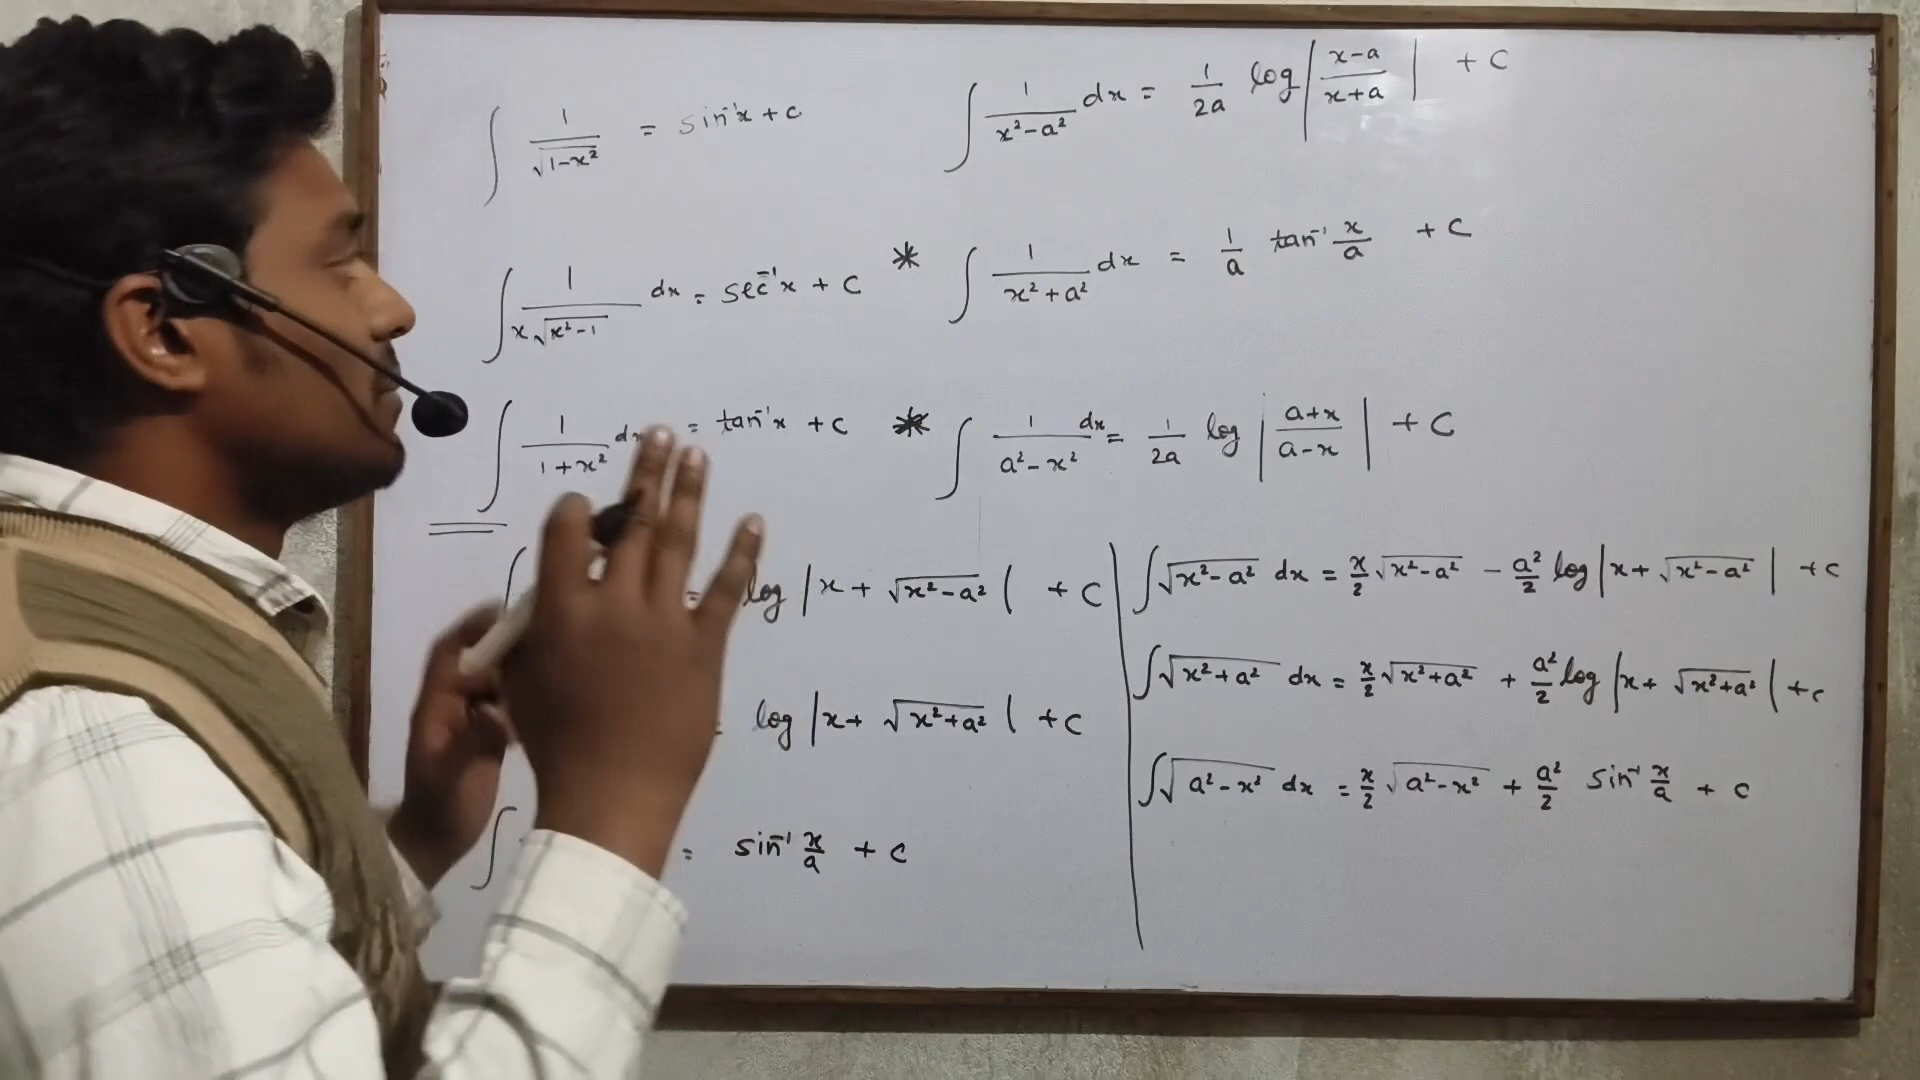 ∫ 1/√(1-x²) = sin⁻¹x + c
∫ 1/(x√(x²-1)) dx = sec⁻¹x + C
∫ 1/(1+x²) dx = tan⁻¹x + C
∫ 1/(x²-a²) dx = 1/2a log |(x-a)/(x+a)| + C
* ∫ 1/(x²+a²) dx = 1/a tan⁻¹ x/a + C
* ∫ 1/(a²-x²) dx = 1/2a log |(a+x)/(a-x)| + C
∫ = log |x + √(x²-a²)| + C
= log |x + √(x²+a²)| + C
∫ = sin⁻¹ x/a + C
∫√(x²-a²) dx = x/2 √(x²-a²) - a²/2 log |x + √(x²-a²)| + C
∫√(x²+a²) dx = x/2 √(x²+a²) + a²/2 log |x + √(x²+a²)| + c
∫√(a²-x²) dx = x/2 √(a²-x²) + a²/2 sin⁻¹ x/a + C